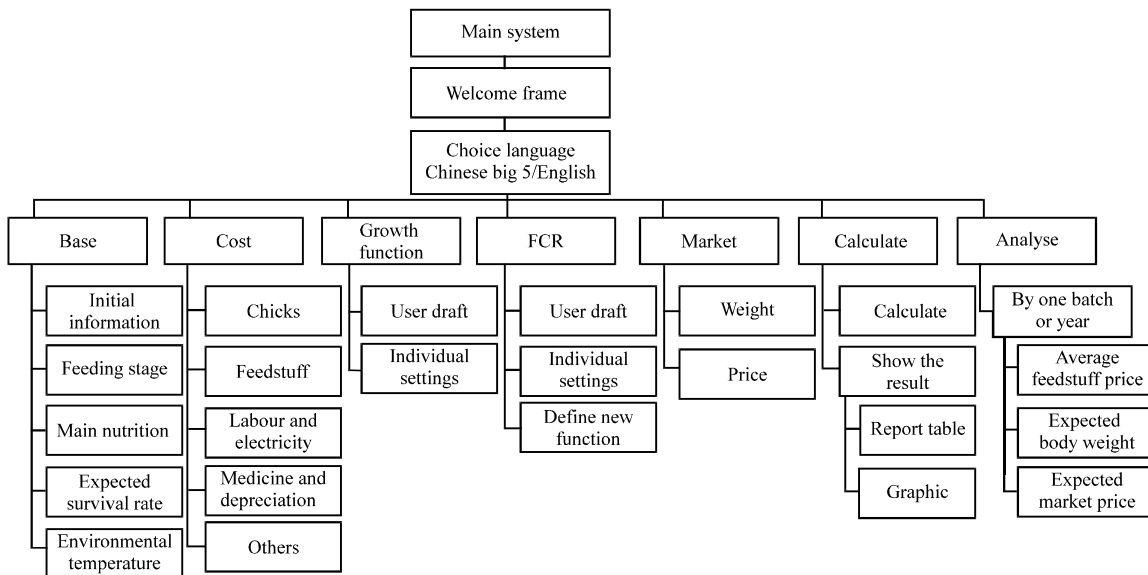 Main system
Welcome frame
Choice language
Chinese big 5/English
Base
Cost
Growth
function
FCR
Market
Calculate
Analyse
Initial
information
Feeding stage
Main nutrition
Expected
survival rate
Environmental
temperature
Chicks
Feedstuff
Labour and
electricity
Medicine and
depreciation
Others
User draft
Individual
settings
User draft
Individual
settings
Define new
function
Weight
Price
Calculate
Show the
result
Report table
Graphic
By one batch
or year
Average
feedstuff price
Expected
body weight
Expected
market price